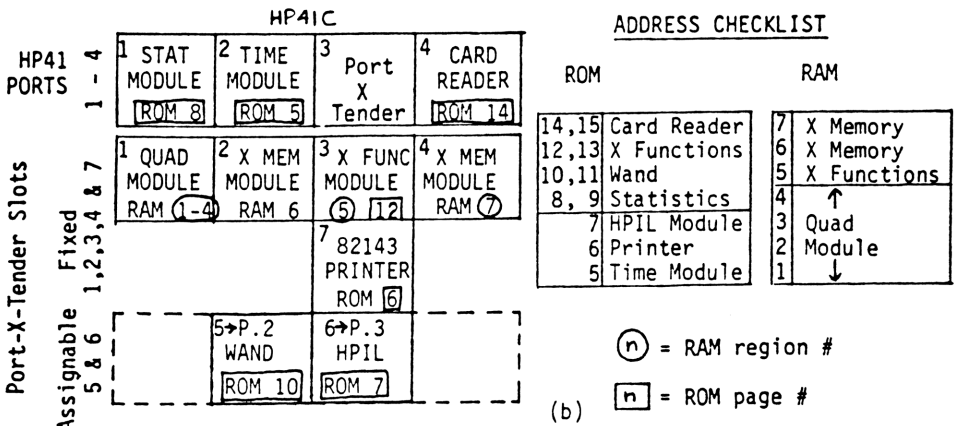 HP41C
HP41
PORTS
1 - 4
1 STAT
MODULE
ROM 8
2 TIME
MODULE
ROM 5
3 Port
X
Tender
4 CARD
READER
ROM 14
Port-X-Tender Slots
Fixed
1,2,3,4 & 7
1 QUAD
MODULE
RAM 1-4
2 X MEM
MODULE
RAM 6
3 X FUNC
MODULE
5 12
4 X MEM
MODULE
RAM 7
7
82143
PRINTER
ROM 6
Assignable
5 & 6
5→P.2
WAND
ROM 10
6→P.3
HPIL
ROM 7
ADDRESS CHECKLIST
ROM
14,15 Card Reader
12,13 X Functions
10,11 Wand
8, 9 Statistics
7 HPIL Module
6 Printer
5 Time Module
RAM
7 X Memory
6 X Memory
5 X Functions
4 ↑
3 Quad
2 Module
1 ↓
n = RAM region #
n = ROM page #
(b)